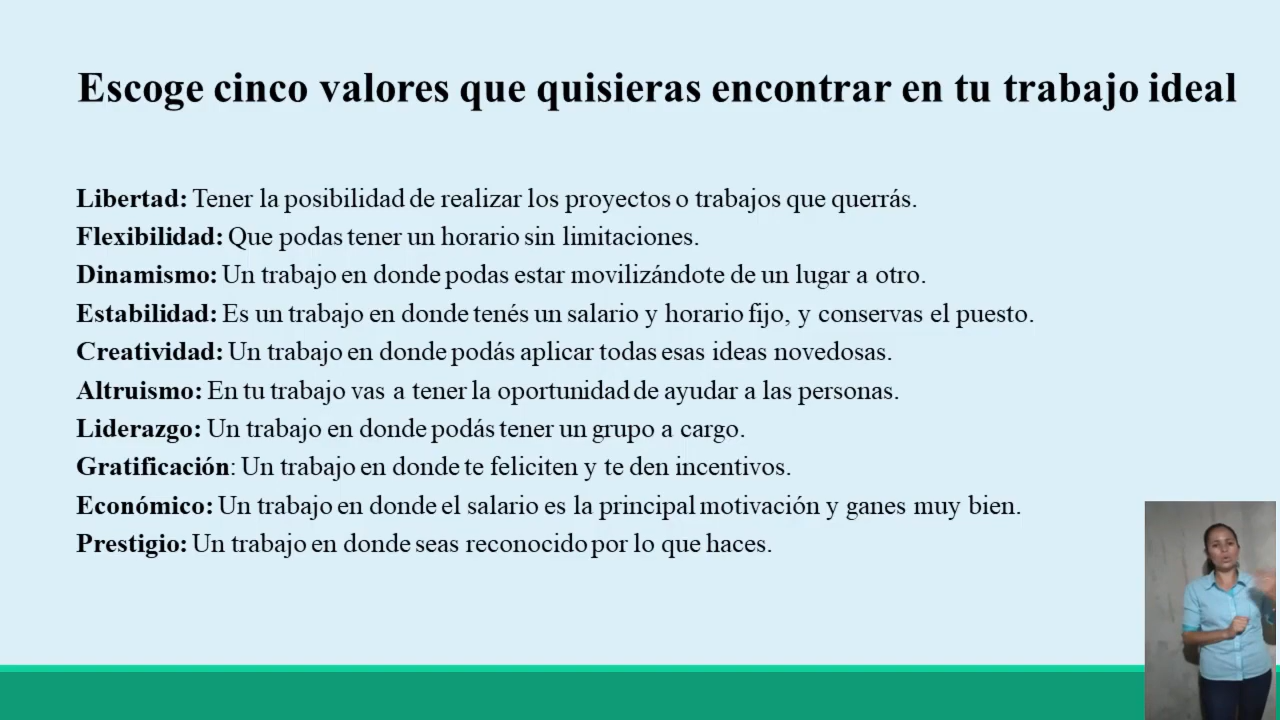 Escoge cinco valores que quisieras encontrar en tu trabajo ideal
Libertad: Tener la posibilidad de realizar los proyectos o trabajos que querrás.
Flexibilidad: Que podas tener un horario sin limitaciones.
Dinamismo: Un trabajo en donde podas estar movilizándote de un lugar a otro.
Estabilidad: Es un trabajo en donde tenés un salario y horario fijo, y conservas el puesto.
Creatividad: Un trabajo en donde podás aplicar todas esas ideas novedosas.
Altruismo: En tu trabajo vas a tener la oportunidad de ayudar a las personas.
Liderazgo: Un trabajo en donde podás tener un grupo a cargo.
Gratificación: Un trabajo en donde te feliciten y te den incentivos.
Económico: Un trabajo en donde el salario es la principal motivación y ganes muy bien.
Prestigio: Un trabajo en donde seas reconocido por lo que haces.